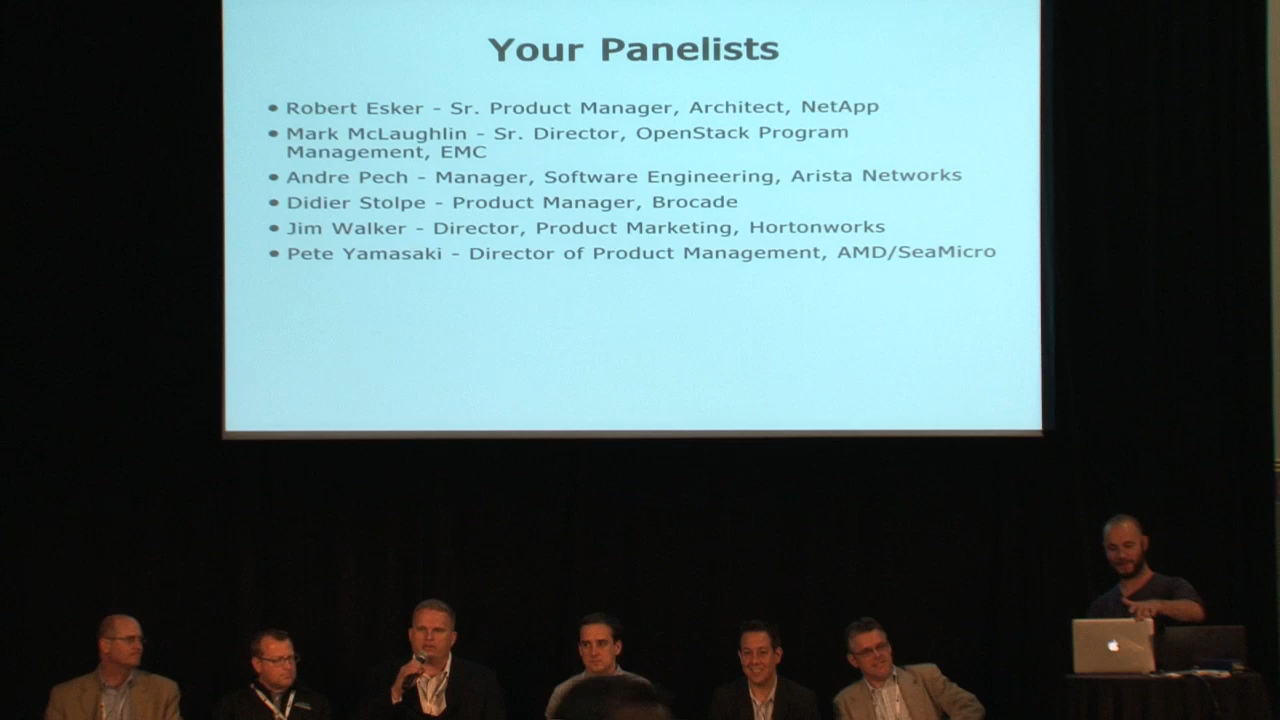 Your Panelists
• Robert Esker - Sr. Product Manager, Architect, NetApp
• Mark McLaughlin - Sr. Director, OpenStack Program
Management, EMC
• Andre Pech - Manager, Software Engineering, Arista Networks
• Didier Stolpe - Product Manager, Brocade
• Jim Walker - Director, Product Marketing, Hortonworks
• Pete Yamasaki - Director of Product Management, AMD/SeaMicro